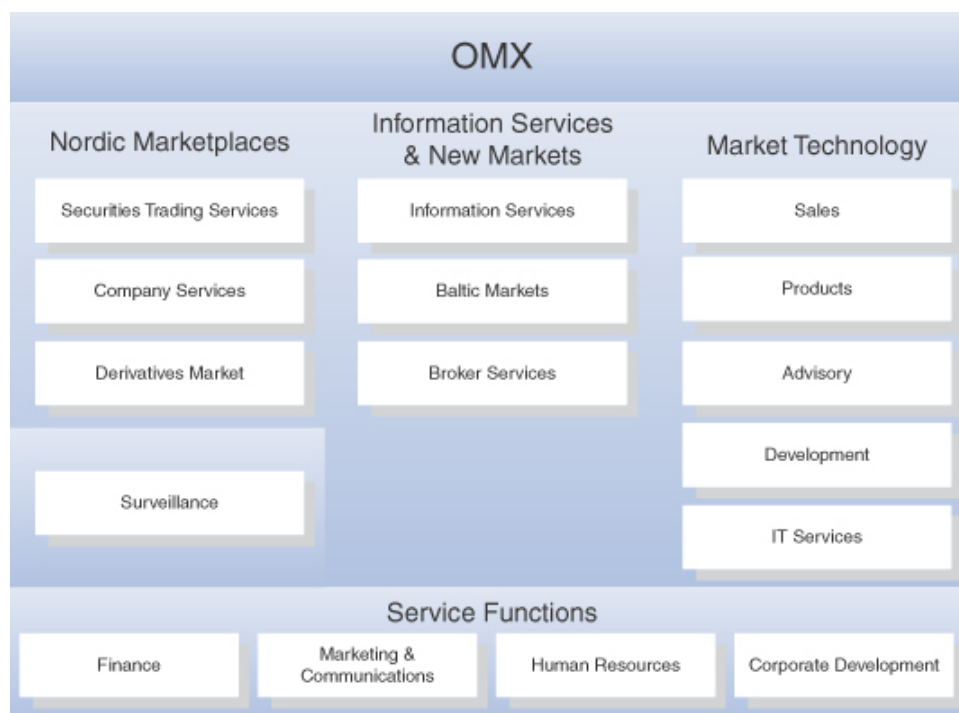 OMX
Nordic Marketplaces
Securities Trading Services
Company Services
Derivatives Market
Surveillance
Information Services
& New Markets
Information Services
Baltic Markets
Broker Services
Market Technology
Sales
Products
Advisory
Development
IT Services
Service Functions
Finance
Marketing &
Communications
Human Resources
Corporate Development